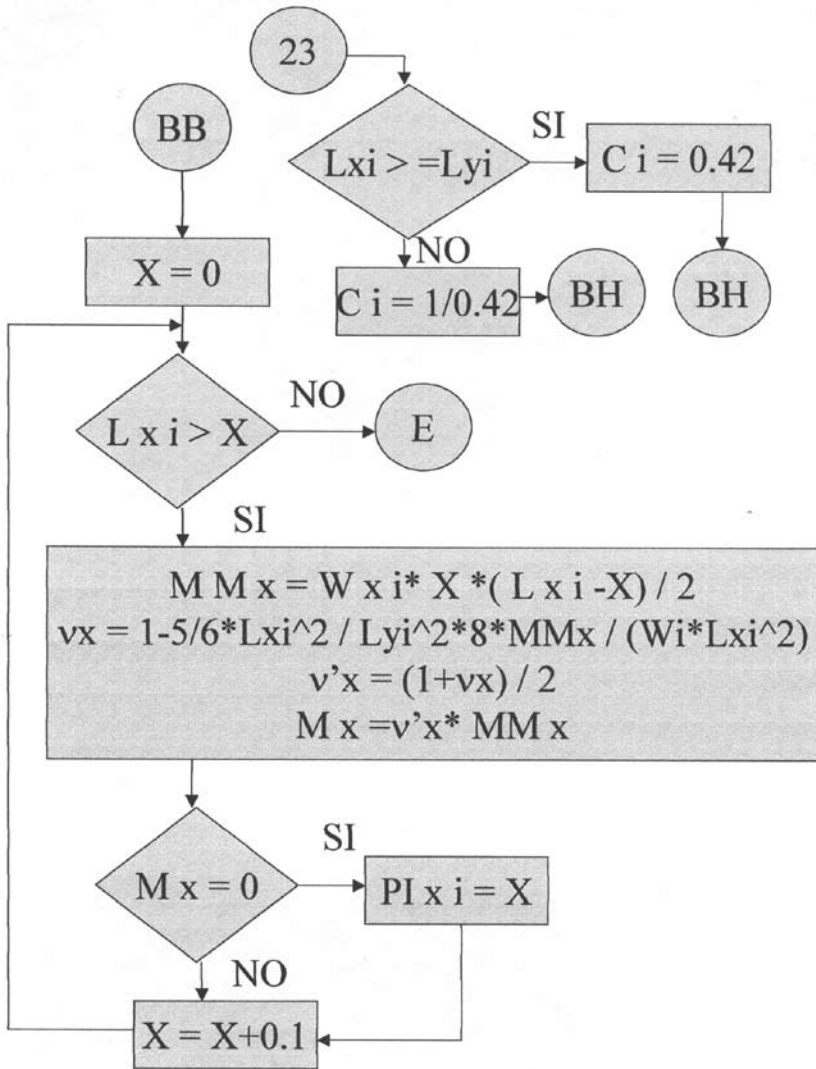 23
BB
Lxi > =Lyi
SI
C i = 0.42
NO
X = 0
C i = 1/0.42
BH
BH
L x i > X
NO
E
SI
M M x = W x i* X *( L x i -X) / 2
νx = 1-5/6*Lxi^2 / Lyi^2*8*MMx / (Wi*Lxi^2)
ν’x = (1+νx) / 2
M x =ν’x* MM x
M x = 0
SI
PI x i = X
NO
X = X+0.1